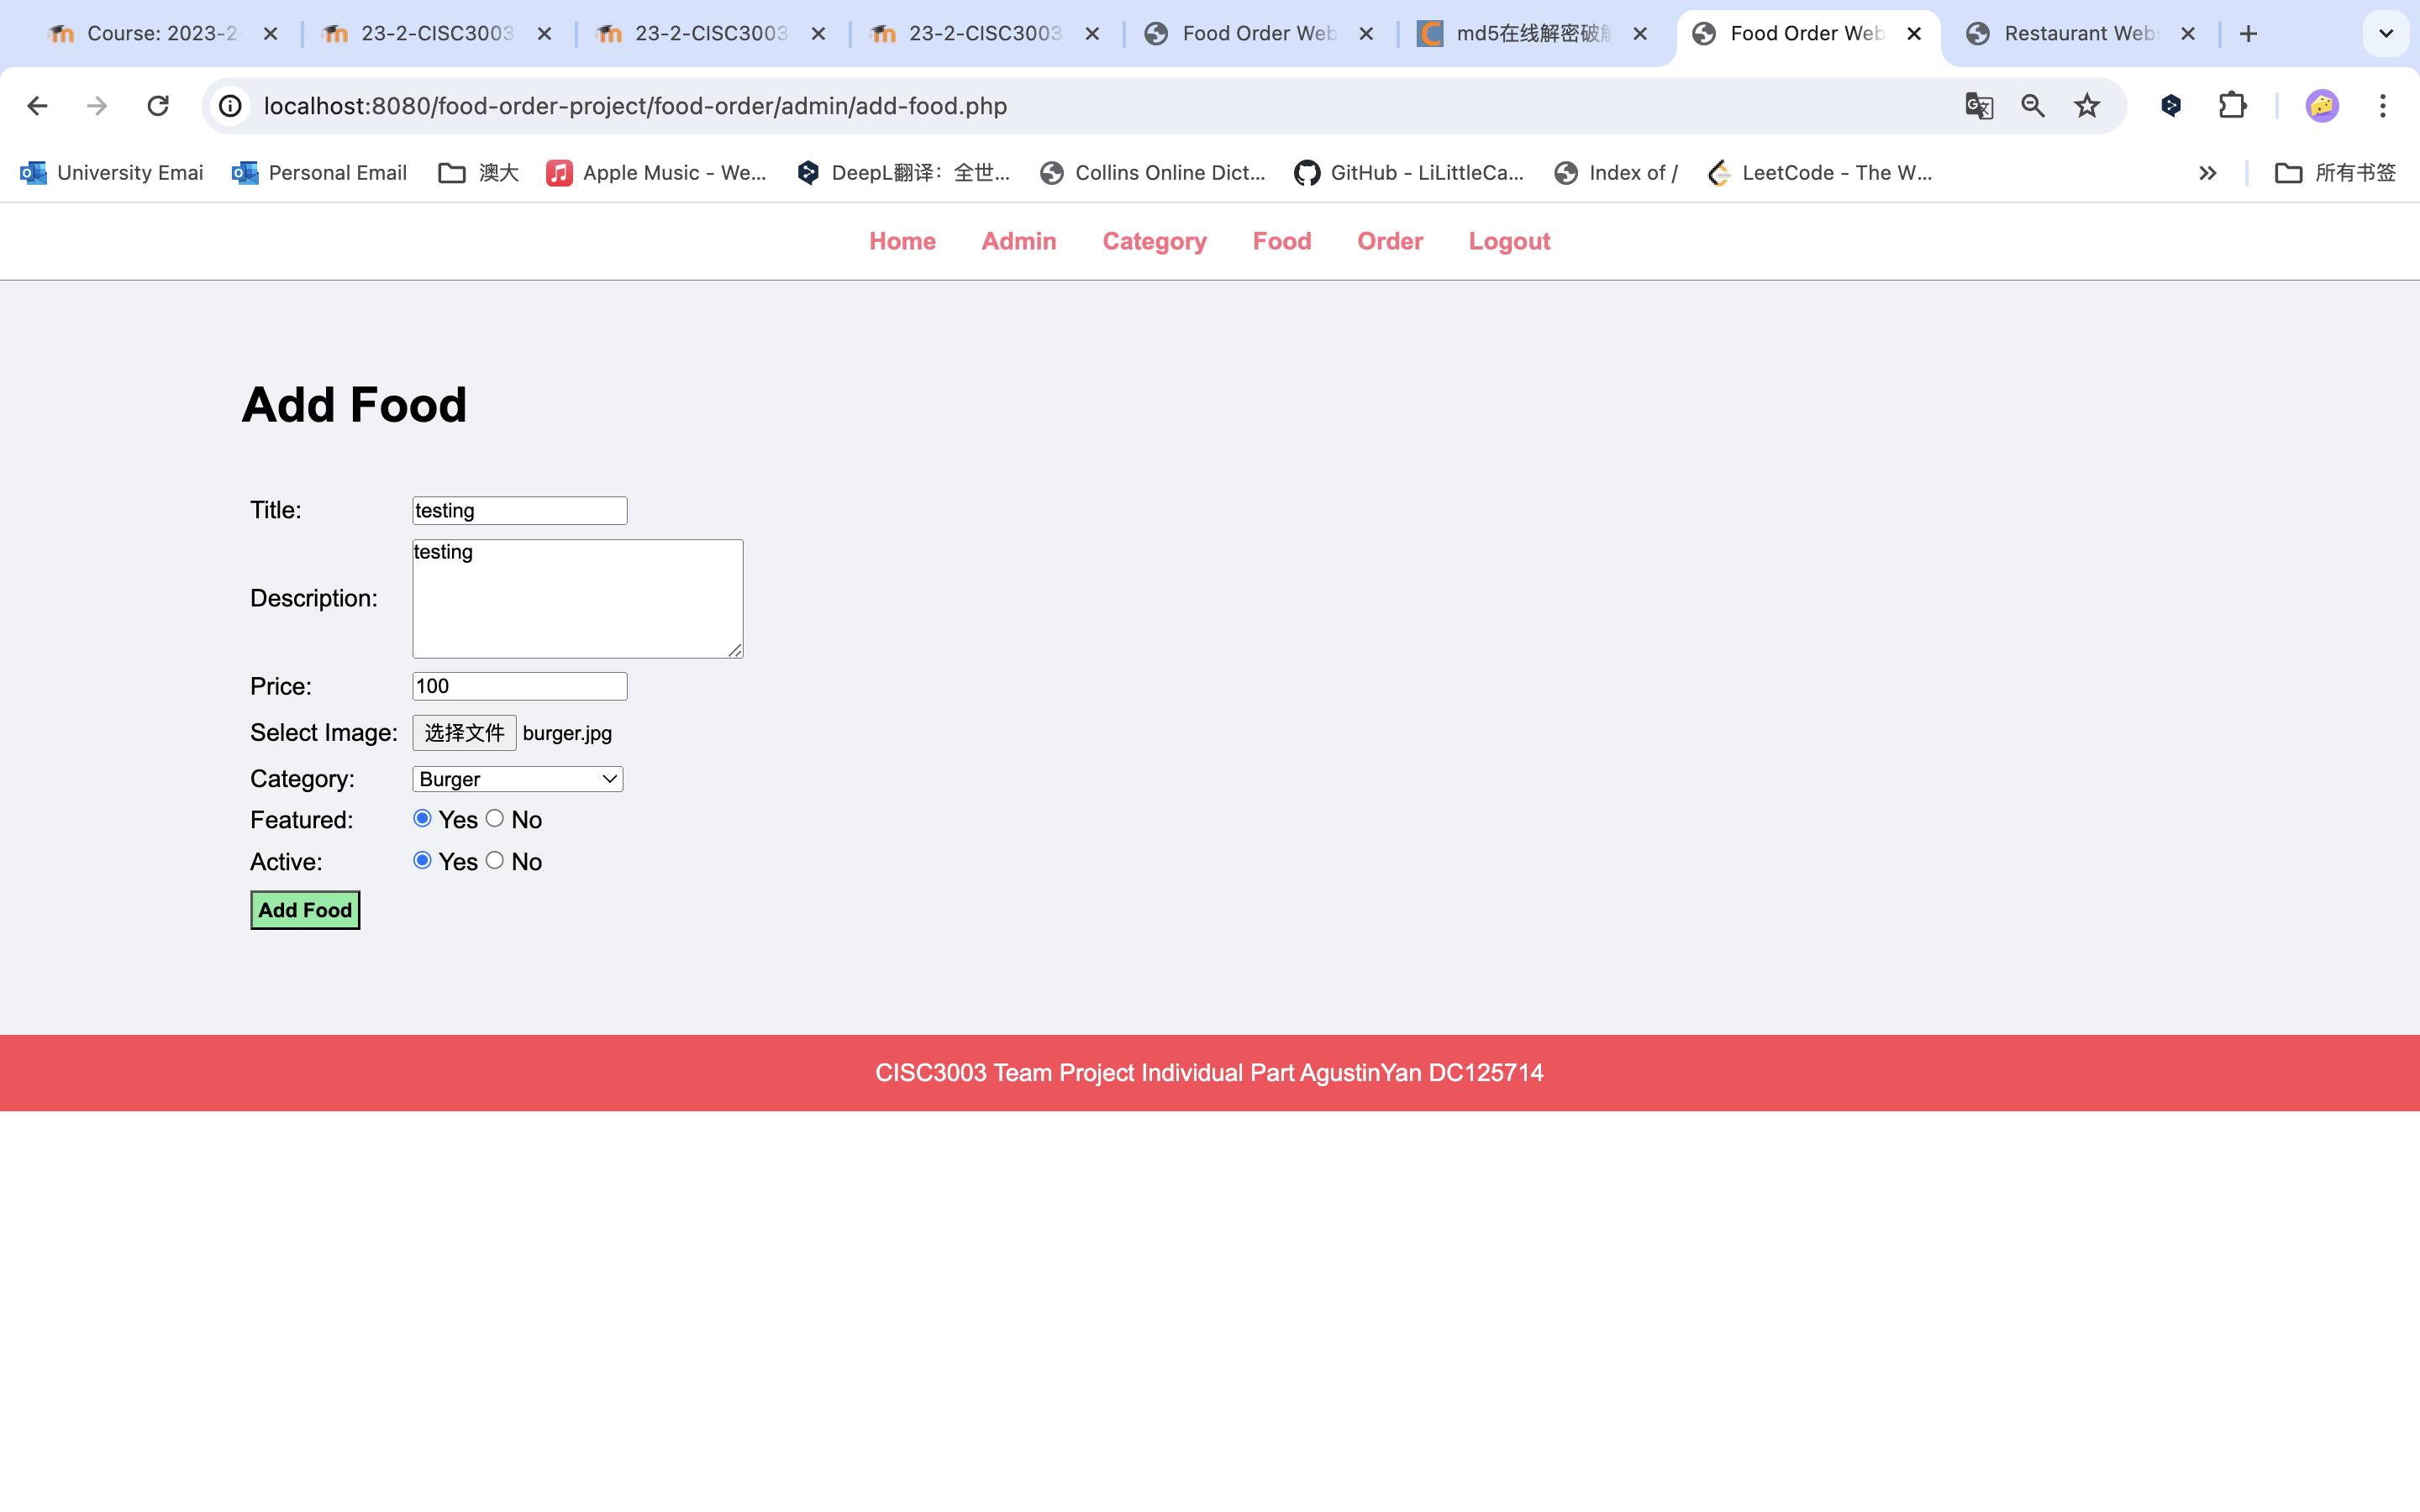 Course: 2023-2
23-2-CISC3003
23-2-CISC3003
23-2-CISC3003
Food Order Web
md5在线解密破解
Food Order Web
Restaurant Webs
localhost:8080/food-order-project/food-order/admin/add-food.php
University Emai
Personal Email
澳大
Apple Music - We...
DeepL翻译：全世...
Collins Online Dict...
GitHub - LiLittleCa...
Index of /
LeetCode - The W...
所有书签
Home
Admin
Category
Food
Order
Logout
Add Food
Title:
testing
Description:
testing
Price:
100
Select Image:
选择文件 burger.jpg
Category:
Burger
Featured:
Yes No
Active:
Yes No
Add Food
CISC3003 Team Project Individual Part AgustinYan DC125714